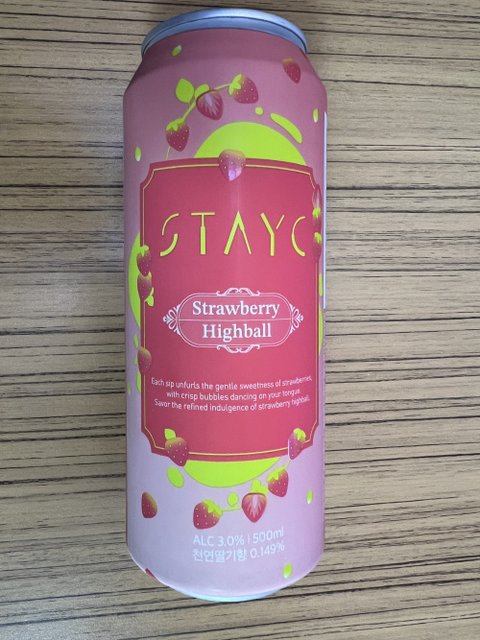 STAYC
Strawberry
Highball
Each sip unfurls the gentle sweetness of strawberries,
with crisp bubbles dancing on your tongue.
Savor the refined indulgence of strawberry highball.
ALC 3.0% | 500ml
천연딸기향 0.149%